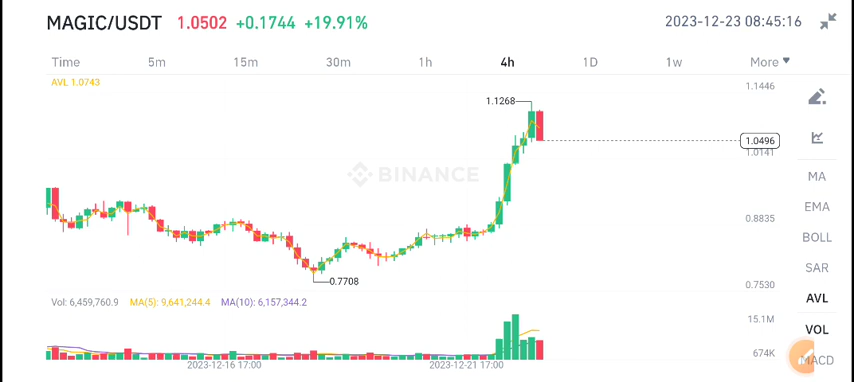 MAGIC/USDT 1.0502 +0.1744 +19.91% 2023-12-23 08:45:16
Time 5m 15m 30m 1h 4h 1D 1w More
AVL 1.0743
1.1446
1.1268
1.0496
1.0141
BINANCE
MA
EMA
0.8835
BOLL
SAR
0.7708
0.7530
AVL
Vol: 6,459,760.9 MA(5): 9,641,244.4 MA(10): 6,157,344.2
15.1M
VOL
674K
MACD
2023-12-16 17:00 2023-12-21 17:00